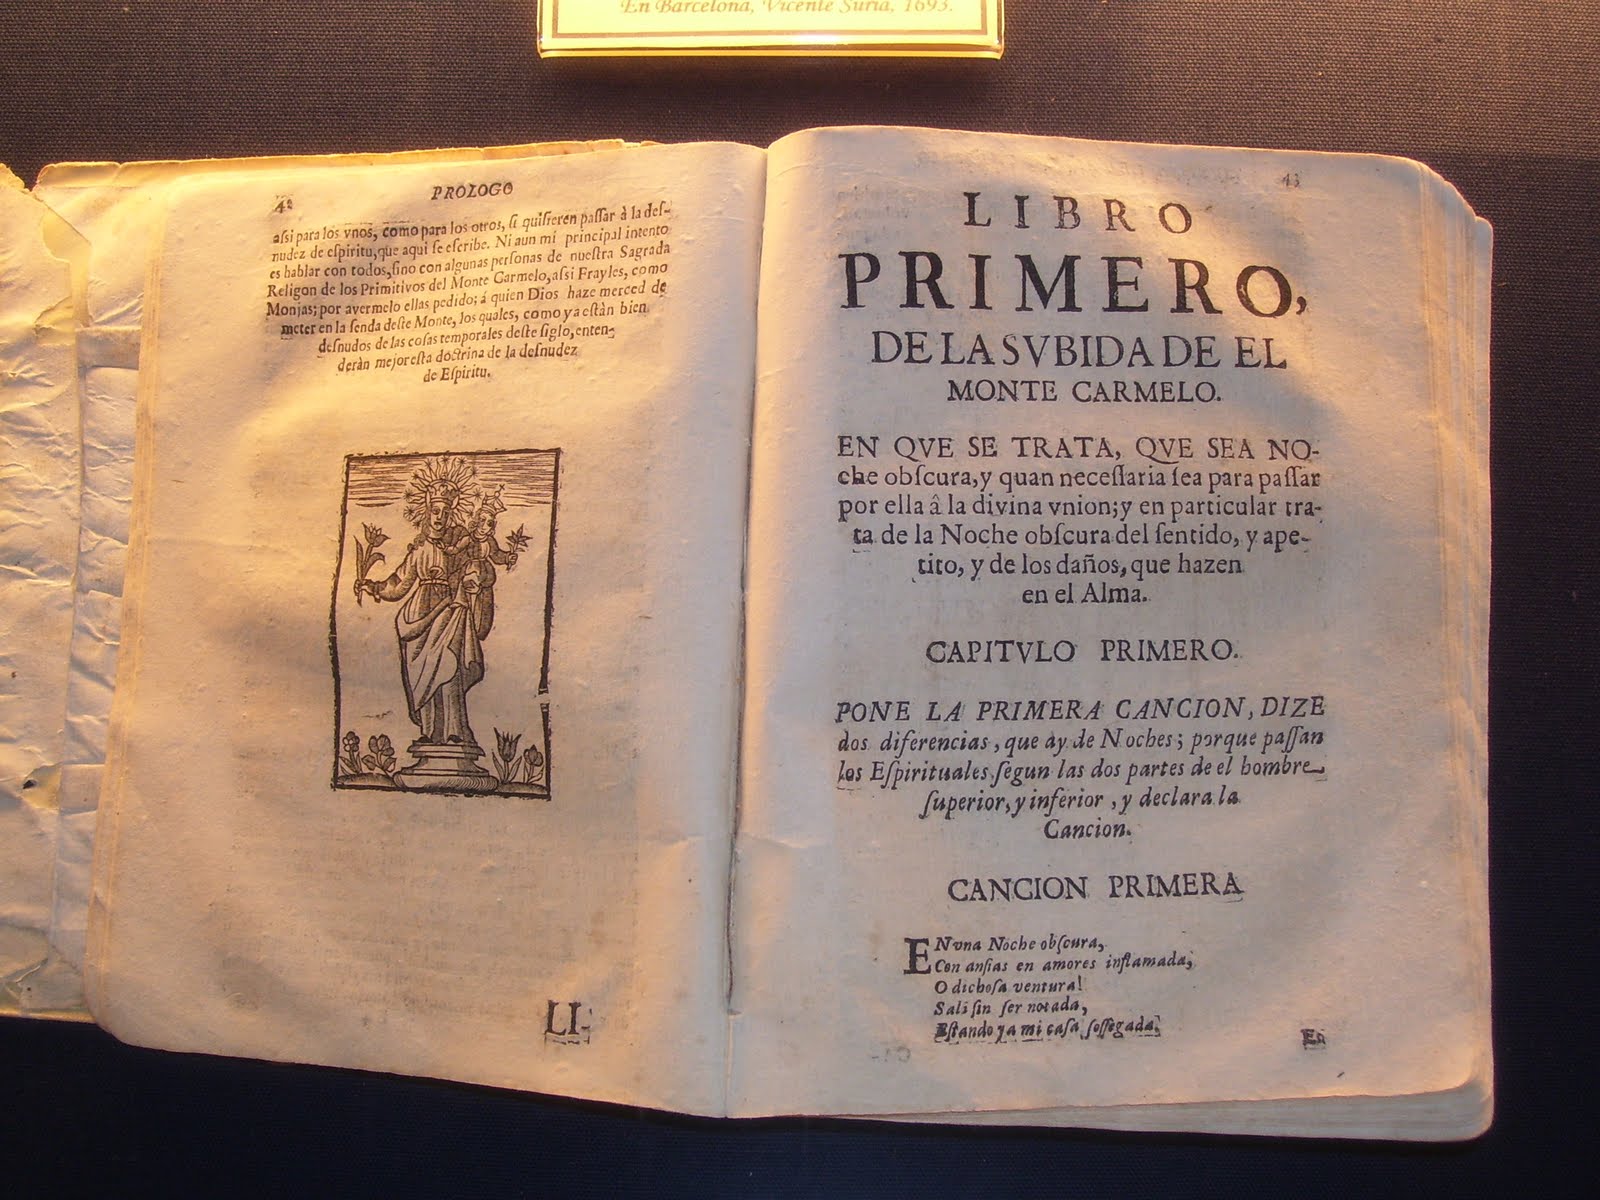 En Barcelona, Vicente Suria, 1693.
42
PROLOGO
assi para los vnos, como para los otros, si quisieren passar à la des-
nudez de espiritu, que aqui se escribe. Ni aun mi principal intento
es hablar con todos, sino con algunas personas de nuestra Sagrada
Religon de los Primitivos del Monte Carmelo, assi Frayles, como
Monjas; por avermelo ellas pedido; á quien Dios haze merced de
meter en la senda deste Monte, los quales, como ya estàn bien
desnudos de las cosas temporales deste siglo, enten-
deràn mejor esta doctrina de la desnudez
de Espiritu.
LI-
43
LIBRO
PRIMERO,
DE LA SVBIDA DE EL
MONTE CARMELO.
EN QVE SE TRATA, QVE SEA NO-
che obscura, y quan necessaria sea para passar
por ella â la divina vnion; y en particular tra-
ta de la Noche obscura del sentido, y ape-
tito, y de los daños, que hazen
en el Alma.
CAPITVLO PRIMERO.
PONE LA PRIMERA CANCION, DIZE
dos diferencias, que ay de Noches; porque passan
los Espirituales, segun las dos partes de el hombre
superior, y inferior, y declara la
Cancion.
CANCION PRIMERA
EN vna Noche obscura,
Con ansias en amores inflamada,
O dichosa ventura!
Salì sin ser notada,
Estando ya mi casa sossegada.
En